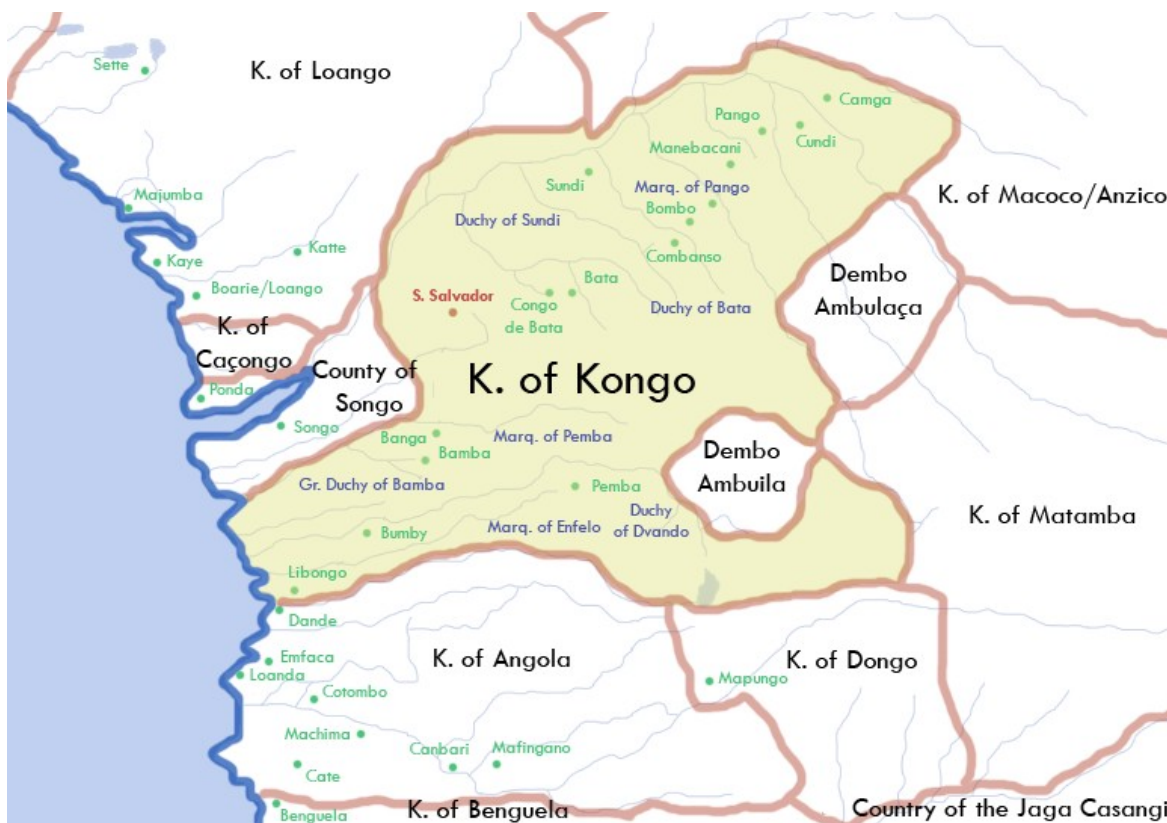 Sette
K. of Loango
Camga
Pango
Cundi
Manebacani
Sundi
Marq. of Pango
K. of Macoco/Anzico
Majumba
Bombo
Duchy of Sundi
Katte
Combanso
Kaye
Dembo
Ambulaça
Bata
Boarie/Loango
S. Salvador
Congo
de Bata
Duchy of Bata
K. of
Caçongo
County of
Songo
K. of Kongo
Ponda
Songo
Banga
Marq. of Pemba
Bamba
Dembo
Ambuila
Gr. Duchy of Bamba
Pemba
Duchy
of Dvando
K. of Matamba
Marq. of Enfelo
Bumby
Libongo
Dande
Emfaca
K. of Angola
K. of Dongo
Loanda
Mapungo
Cotombo
Machima
Canbari
Mafingano
Cate
K. of Benguela
Country of the Jaga Casangi
Benguela